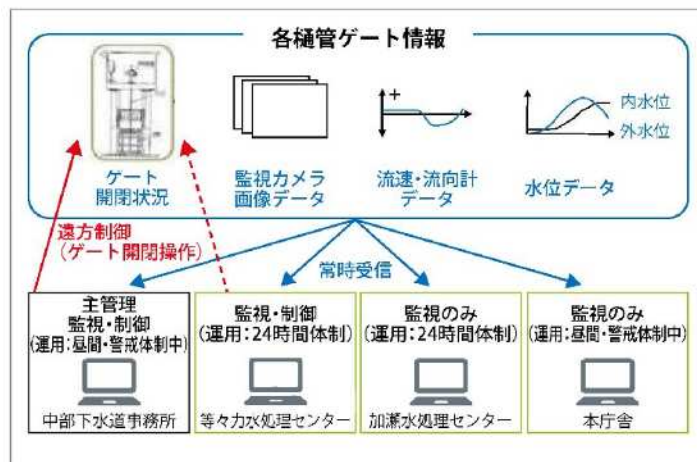 各樋管ゲート情報
＋
内水位
外水位
ゲート
開閉状況
監視カメラ
画像データ
流速・流向計
データ
水位データ
遠方制御
（ゲート開閉操作）
常時受信
主管理
監視・制御
（運用：昼間・警戒体制中）
中部下水道事務所
監視・制御
（運用：24時間体制）
等々力水処理センター
監視のみ
（運用：24時間体制）
加瀬水処理センター
監視のみ
（運用：昼間・警戒体制中）
本庁舎